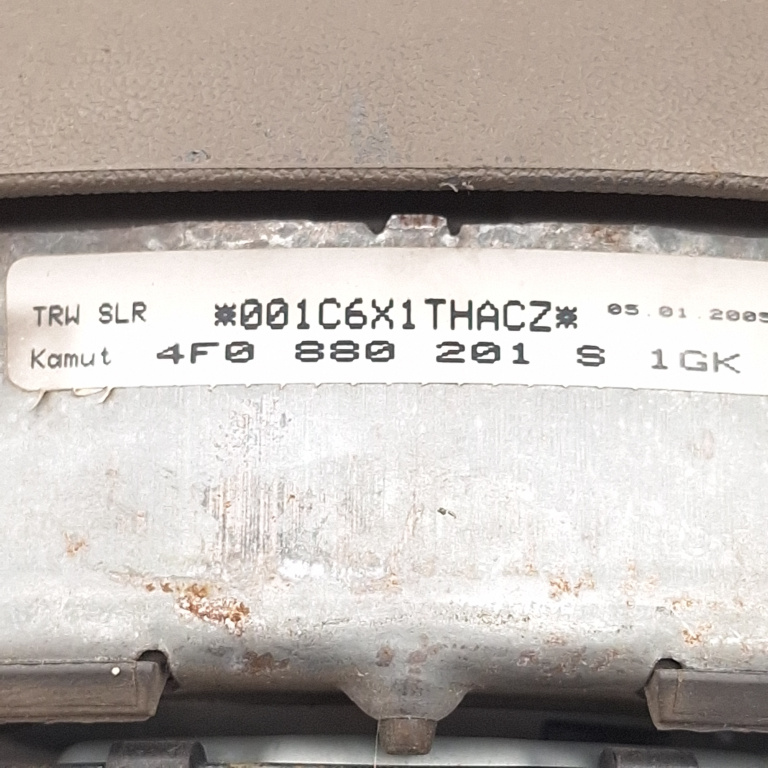 TRW SLR *001C6X1THACZ* 05.01.2005
Kamut 4F0 880 201 S 1GK